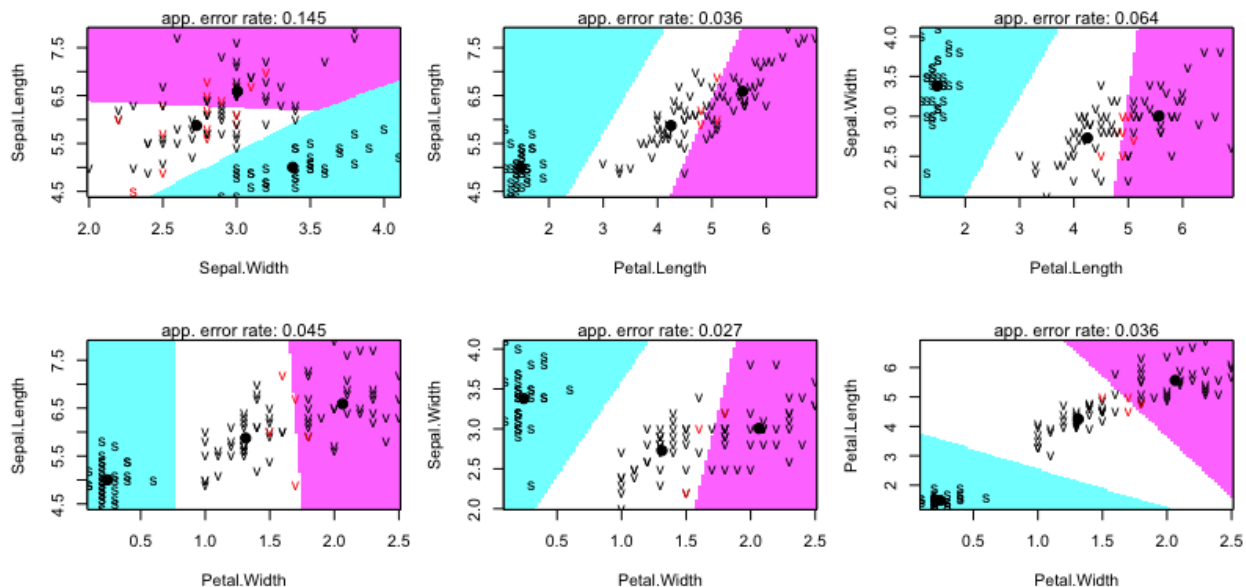 app. error rate: 0.145
Sepal.Length
4.5 5.5 6.5 7.5
2.0 2.5 3.0 3.5 4.0
Sepal.Width
app. error rate: 0.036
Sepal.Length
4.5 5.5 6.5 7.5
2 3 4 5 6
Petal.Length
app. error rate: 0.064
Sepal.Width
2.0 2.5 3.0 3.5 4.0
2 3 4 5 6
Petal.Length
app. error rate: 0.045
Sepal.Length
4.5 5.5 6.5 7.5
0.5 1.0 1.5 2.0 2.5
Petal.Width
app. error rate: 0.027
Sepal.Width
2.0 2.5 3.0 3.5 4.0
0.5 1.0 1.5 2.0 2.5
Petal.Width
app. error rate: 0.036
Petal.Length
2 3 4 5 6
0.5 1.0 1.5 2.0 2.5
Petal.Width